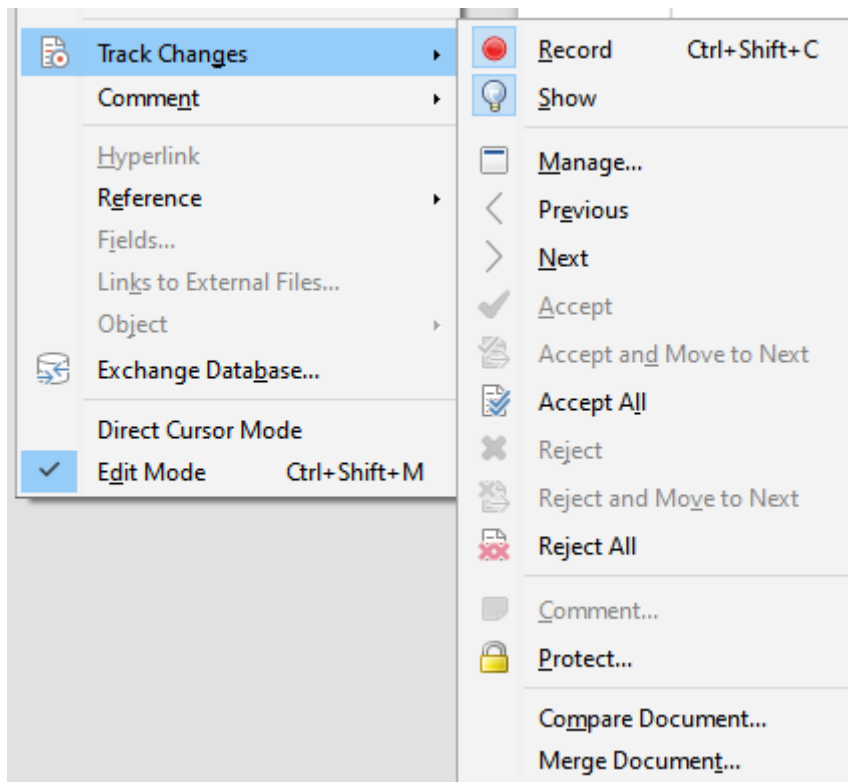 Track Changes
Comment
Hyperlink
Reference
Fields...
Links to External Files...
Object
Exchange Database...
Direct Cursor Mode
Edit Mode Ctrl+Shift+M
Record Ctrl+Shift+C
Show
Manage...
Previous
Next
Accept
Accept and Move to Next
Accept All
Reject
Reject and Move to Next
Reject All
Comment...
Protect...
Compare Document...
Merge Document...